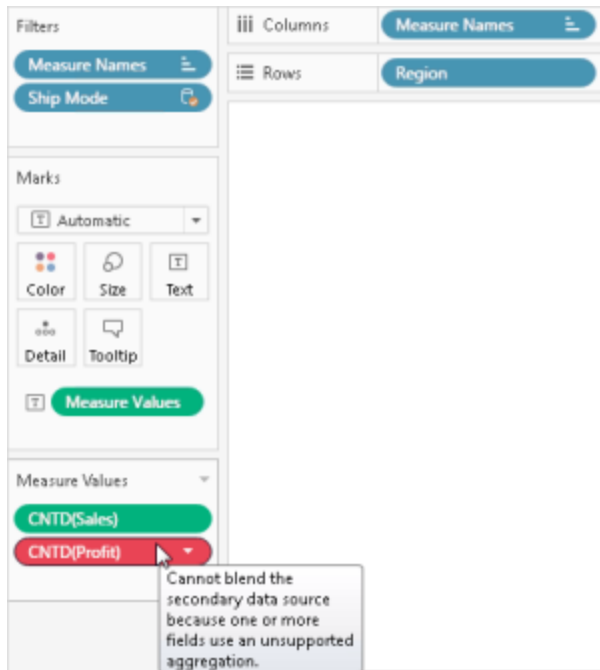 Filters
Measure Names
Ship Mode
Columns
Measure Names
Rows
Region
Marks
Automatic
Color
Size
Text
Detail
Tooltip
Measure Values
Measure Values
CNTD(Sales)
CNTD(Profit)
Cannot blend the
secondary data source
because one or more
fields use an unsupported
aggregation.